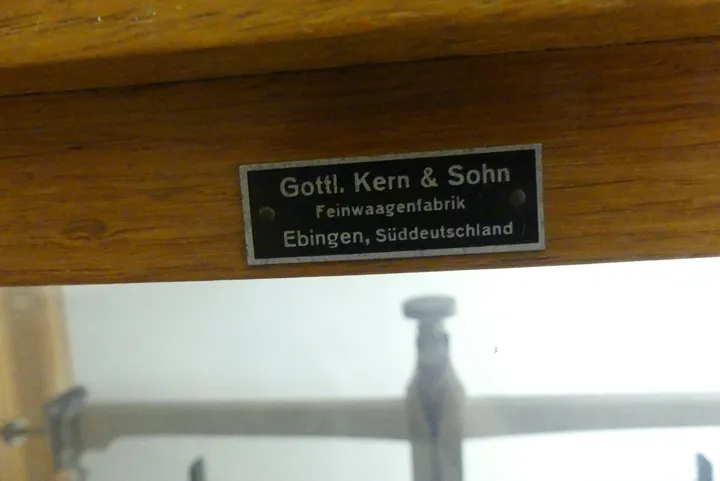 Gottl. Kern & Sohn
Feinwaagenfabrik
Ebingen, Süddeutschland